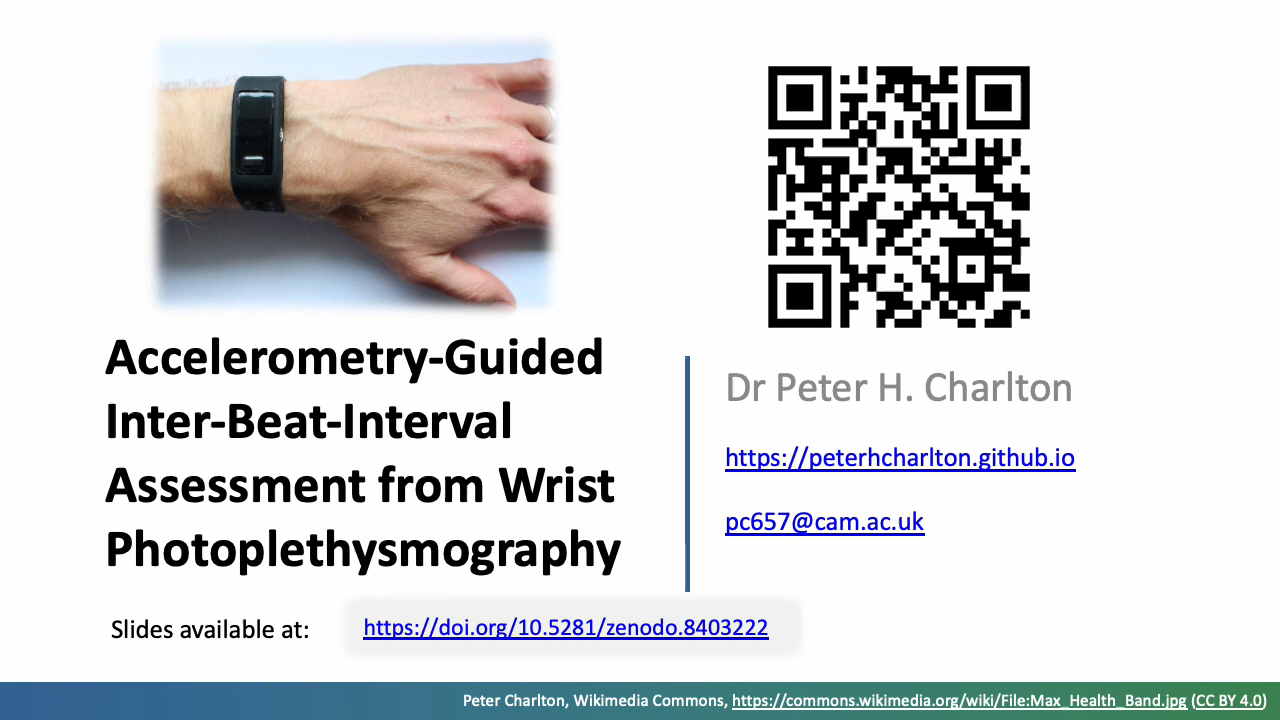 Accelerometry-Guided
Inter-Beat-Interval
Assessment from Wrist
Photoplethysmography
Dr Peter H. Charlton
https://peterhcharlton.github.io
pc657@cam.ac.uk
Slides available at: https://doi.org/10.5281/zenodo.8403222
Peter Charlton, Wikimedia Commons, https://commons.wikimedia.org/wiki/File:Max_Health_Band.jpg (CC BY 4.0)